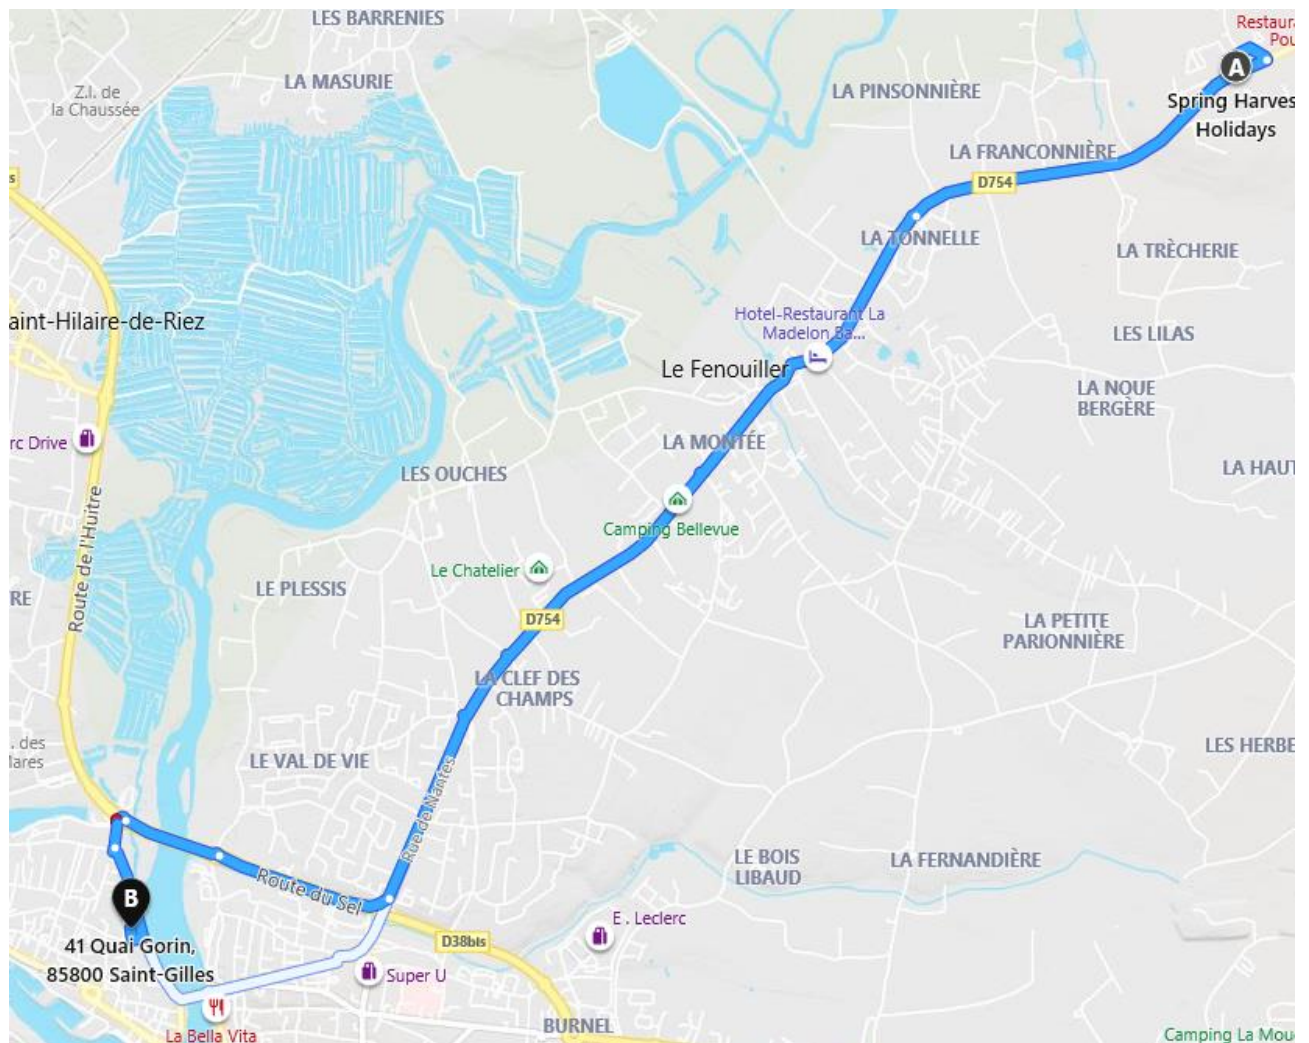 LES BARRENIES
Restaura
Pou
LA MASURIE
Z.I. de
la Chaussée
A
LA PINSONNIÈRE
Spring Harves
Holidays
LA FRANCONNIÈRE
s
D754
LA TONNELLE
LA TRÈCHERIE
aint-Hilaire-de-Riez
Hotel-Restaurant La
Madelon Ba...
LES LILAS
Le Fenouiller
LA NOUE
BERGÈRE
rc Drive
LA MONTÉE
LES OUCHES
LA HAUT
Route de l'Huître
Camping Bellevue
Le Chatelier
LE PLESSIS
RE
D754
LA PETITE
PARIONNIÈRE
LA CLEF DES
CHAMPS
. des
Mares
LE VAL DE VIE
LES HERBE
Rue de Nantes
LE BOIS
LIBAUD
LA FERNANDIÈRE
Route du Sel
B
E . Leclerc
41 Quai Gorin,
85800 Saint-Gilles
D38bis
Super U
BURNEL
La Bella Vita
Camping La Mou